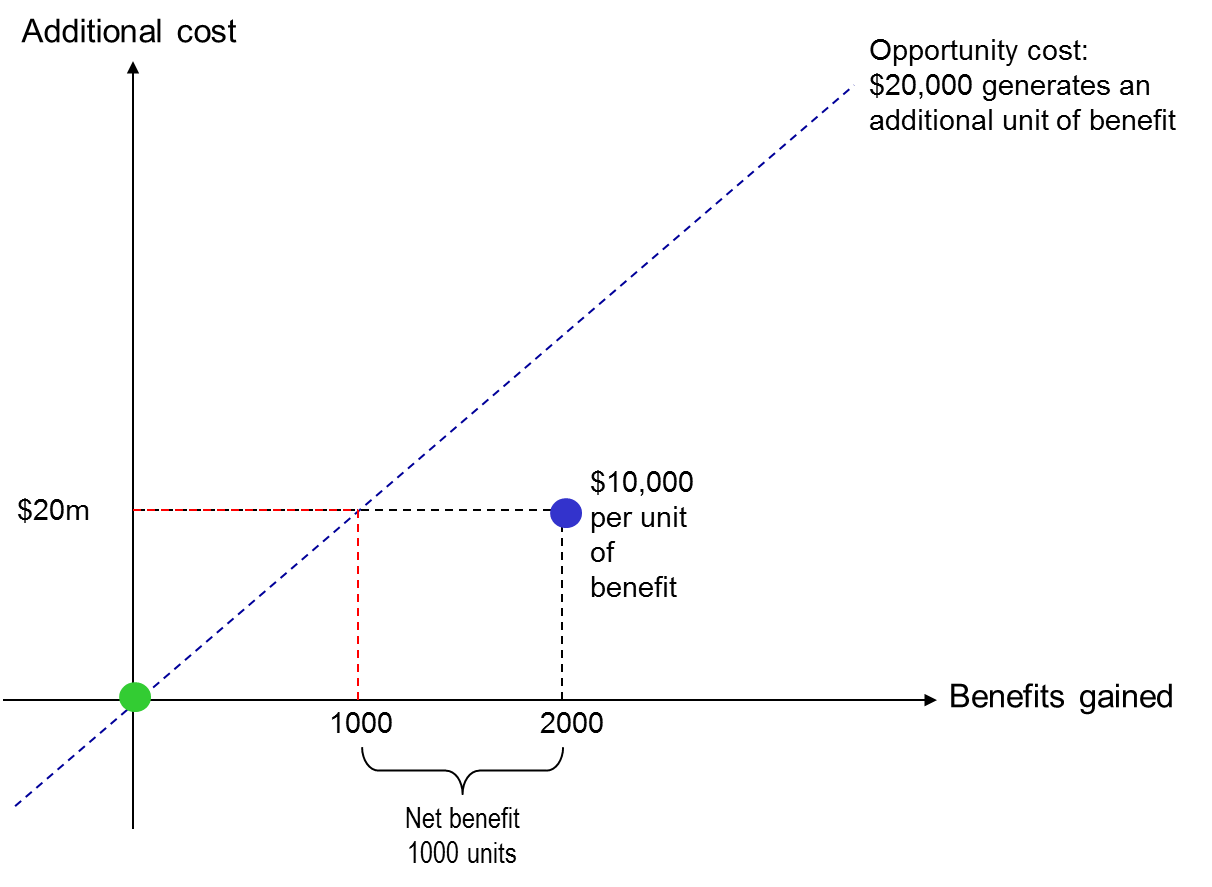 Additional cost
Opportunity cost:
$20,000 generates an
additional unit of benefit
$20m
$10,000
per unit
of
benefit
Benefits gained
1000
2000
Net benefit
1000 units